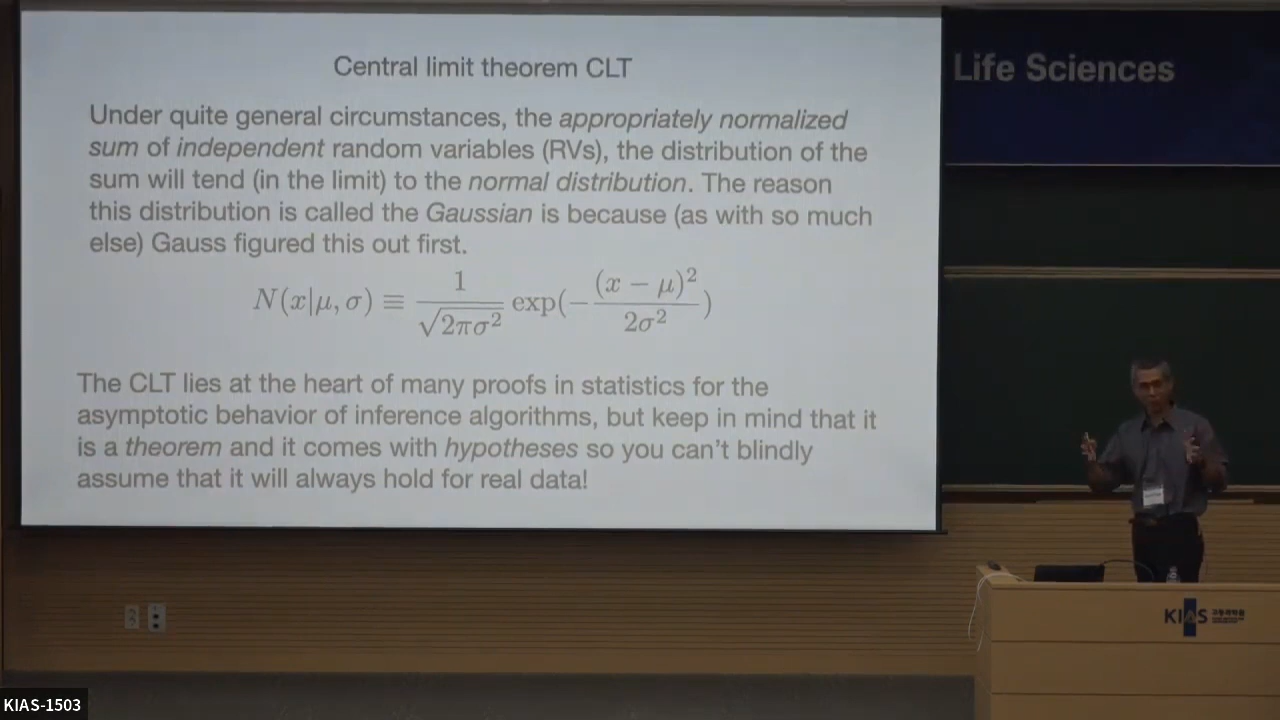 Central limit theorem CLT
Under quite general circumstances, the appropriately normalized
sum of independent random variables (RVs), the distribution of the
sum will tend (in the limit) to the normal distribution. The reason
this distribution is called the Gaussian is because (as with so much
else) Gauss figured this out first.
N(x|μ, σ) ≡ 1/√(2πσ²) exp(−(x − μ)²/2σ²)
The CLT lies at the heart of many proofs in statistics for the
asymptotic behavior of inference algorithms, but keep in mind that it
is a theorem and it comes with hypotheses so you can't blindly
assume that it will always hold for real data!
Life Sciences
KIAS 고등과학원
KIAS-1503